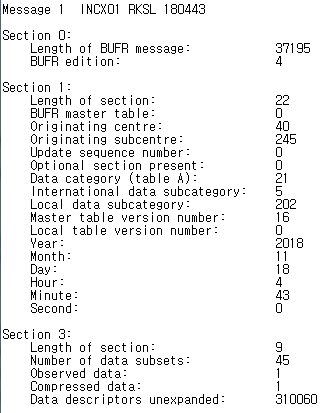 Message 1  INCX01 RKSL 180443
Section 0:
Length of BUFR message: 37195
BUFR edition: 4
Section 1:
Length of section: 22
BUFR master table: 0
Originating centre: 40
Originating subcentre: 245
Update sequence number: 0
Optional section present: 0
Data category (table A): 21
International data subcategory: 5
Local data subcategory: 202
Master table version number: 16
Local table version number: 0
Year: 2018
Month: 11
Day: 18
Hour: 4
Minute: 43
Second: 0
Section 3:
Length of section: 9
Number of data subsets: 45
Observed data: 1
Compressed data: 1
Data descriptors unexpanded: 310060